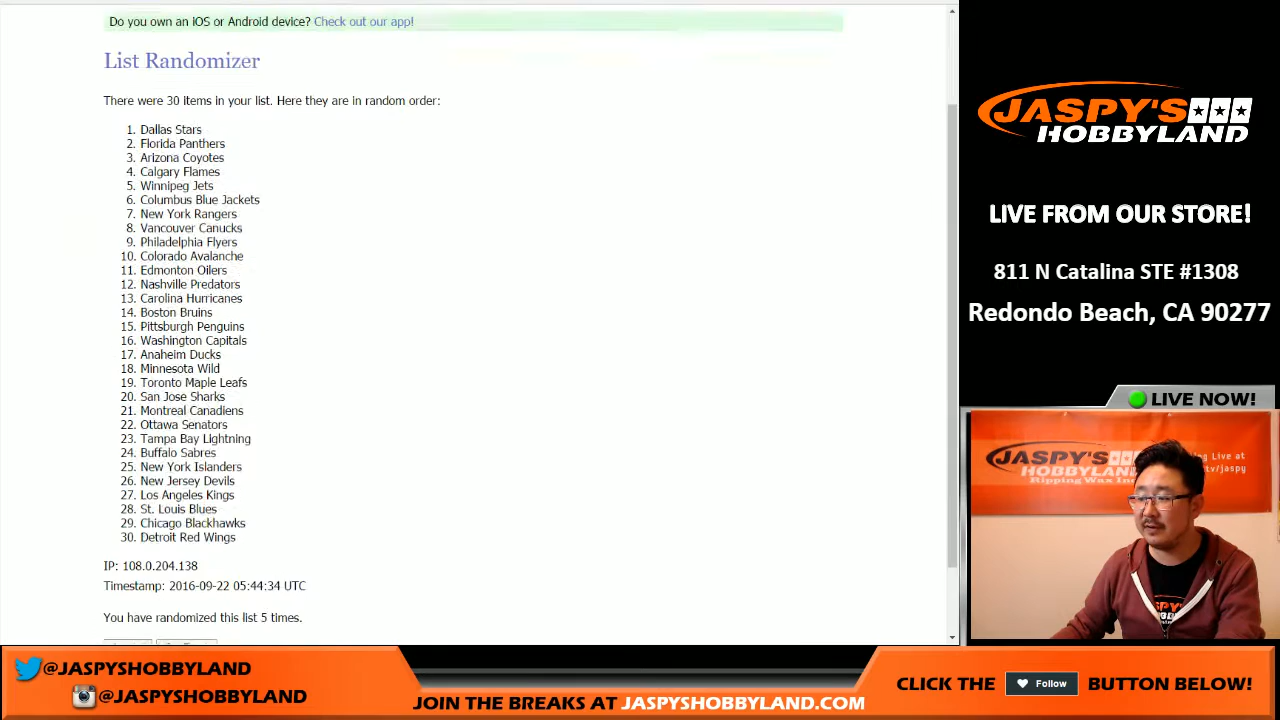 Do you own an iOS or Android device? Check out our app!
List Randomizer
There were 30 items in your list. Here they are in random order:
1. Dallas Stars
2. Florida Panthers
3. Arizona Coyotes
4. Calgary Flames
5. Winnipeg Jets
6. Columbus Blue Jackets
7. New York Rangers
8. Vancouver Canucks
9. Philadelphia Flyers
10. Colorado Avalanche
11. Edmonton Oilers
12. Nashville Predators
13. Carolina Hurricanes
14. Boston Bruins
15. Pittsburgh Penguins
16. Washington Capitals
17. Anaheim Ducks
18. Minnesota Wild
19. Toronto Maple Leafs
20. San Jose Sharks
21. Montreal Canadiens
22. Ottawa Senators
23. Tampa Bay Lightning
24. Buffalo Sabres
25. New York Islanders
26. New Jersey Devils
27. Los Angeles Kings
28. St. Louis Blues
29. Chicago Blackhawks
30. Detroit Red Wings
IP: 108.0.204.138
Timestamp: 2016-09-22 05:44:34 UTC
You have randomized this list 5 times.
JASPY'S
HOBBYLAND
LIVE FROM OUR STORE!
811 N Catalina STE #1308
Redondo Beach, CA 90277
LIVE NOW!
JASPY'S
HOBBYLAND
Ripping Wax
Live at
tv/jaspy
JASPY'S
HOBBYLAND
@JASPYSHOBBYLAND
@JASPYSHOBBYLAND
JOIN THE BREAKS AT JASPYSHOBBYLAND.COM
CLICK THE Follow BUTTON BELOW!